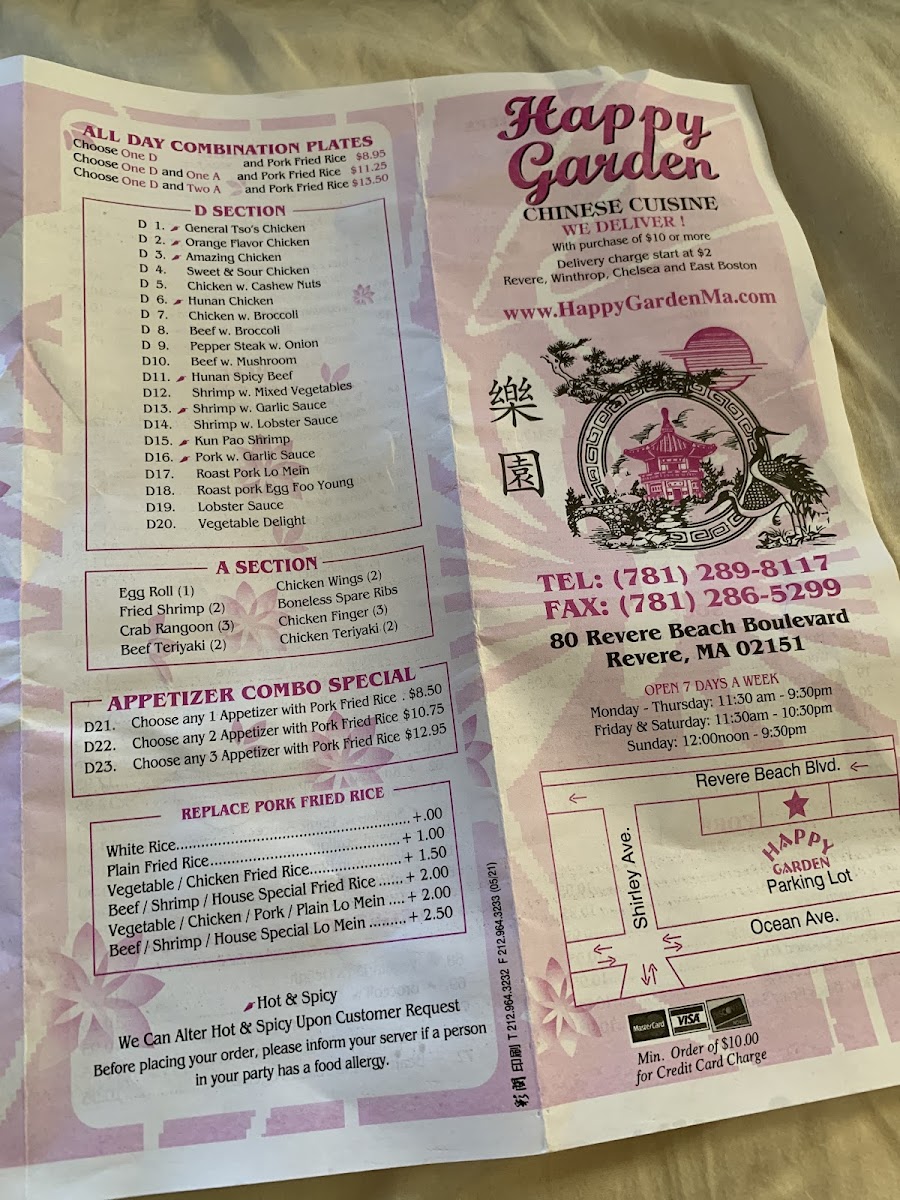 ALL DAY COMBINATION PLATES
Choose One D and Pork Fried Rice $8.95
Choose One D and One A and Pork Fried Rice $11.25
Choose One D and Two A and Pork Fried Rice $13.50
D SECTION
D 1. General Tso's Chicken
D 2. Orange Flavor Chicken
D 3. Amazing Chicken
D 4. Sweet & Sour Chicken
D 5. Chicken w. Cashew Nuts
D 6. Hunan Chicken
D 7. Chicken w. Broccoli
D 8. Beef w. Broccoli
D 9. Pepper Steak w. Onion
D10. Beef w. Mushroom
D11. Hunan Spicy Beef
D12. Shrimp w. Mixed Vegetables
D13. Shrimp w. Garlic Sauce
D14. Shrimp w. Lobster Sauce
D15. Kun Pao Shrimp
D16. Pork w. Garlic Sauce
D17. Roast Pork Lo Mein
D18. Roast pork Egg Foo Young
D19. Lobster Sauce
D20. Vegetable Delight
A SECTION
Egg Roll (1)
Fried Shrimp (2)
Crab Rangoon (3)
Beef Teriyaki (2)
Chicken Wings (2)
Boneless Spare Ribs
Chicken Finger (3)
Chicken Teriyaki (2)
APPETIZER COMBO SPECIAL
D21. Choose any 1 Appetizer with Pork Fried Rice . $8.50
D22. Choose any 2 Appetizer with Pork Fried Rice $10.75
D23. Choose any 3 Appetizer with Pork Fried Rice $12.95
REPLACE PORK FRIED RICE
White Rice..........+.00
Plain Fried Rice..........+ 1.00
Vegetable / Chicken Fried Rice..........+ 1.50
Beef / Shrimp / House Special Fried Rice ......+ 2.00
Vegetable / Chicken / Pork / Plain Lo Mein ....+ 2.00
Beef / Shrimp / House Special Lo Mein .........+ 2.50
Hot & Spicy
We Can Alter Hot & Spicy Upon Customer Request
Before placing your order, please inform your server if a person
in your party has a food allergy.
印刷 T 212.964.3232 F 212.964.3233 (05/21)
Happy
Garden
CHINESE CUISINE
WE DELIVER !
With purchase of $10 or more
Delivery charge start at $2
Revere, Winthrop, Chelsea and East Boston
www.HappyGardenMa.com
樂
園
TEL: (781) 289-8117
FAX: (781) 286-5299
80 Revere Beach Boulevard
Revere, MA 02151
OPEN 7 DAYS A WEEK
Monday - Thursday: 11:30 am - 9:30pm
Friday & Saturday: 11:30am - 10:30pm
Sunday: 12:00noon - 9:30pm
Revere Beach Blvd.
Shirley Ave.
HAPPY
GARDEN
Parking Lot
Ocean Ave.
MasterCard
VISA
Min. Order of $10.00
for Credit Card Charge